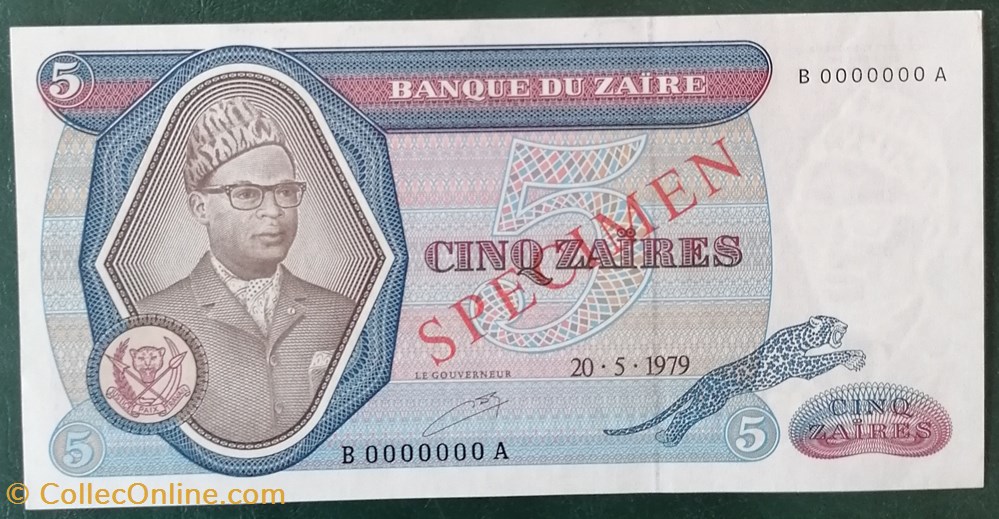 5
BANQUE DU ZAÏRE
B 0000000 A
5
SPECIMEN
CINQ ZAÏRES
20 · 5 · 1979
LE GOUVERNEUR
PAIX
B 0000000 A
5
5
CINQ
ZAÏRES
© CollecOnline.com